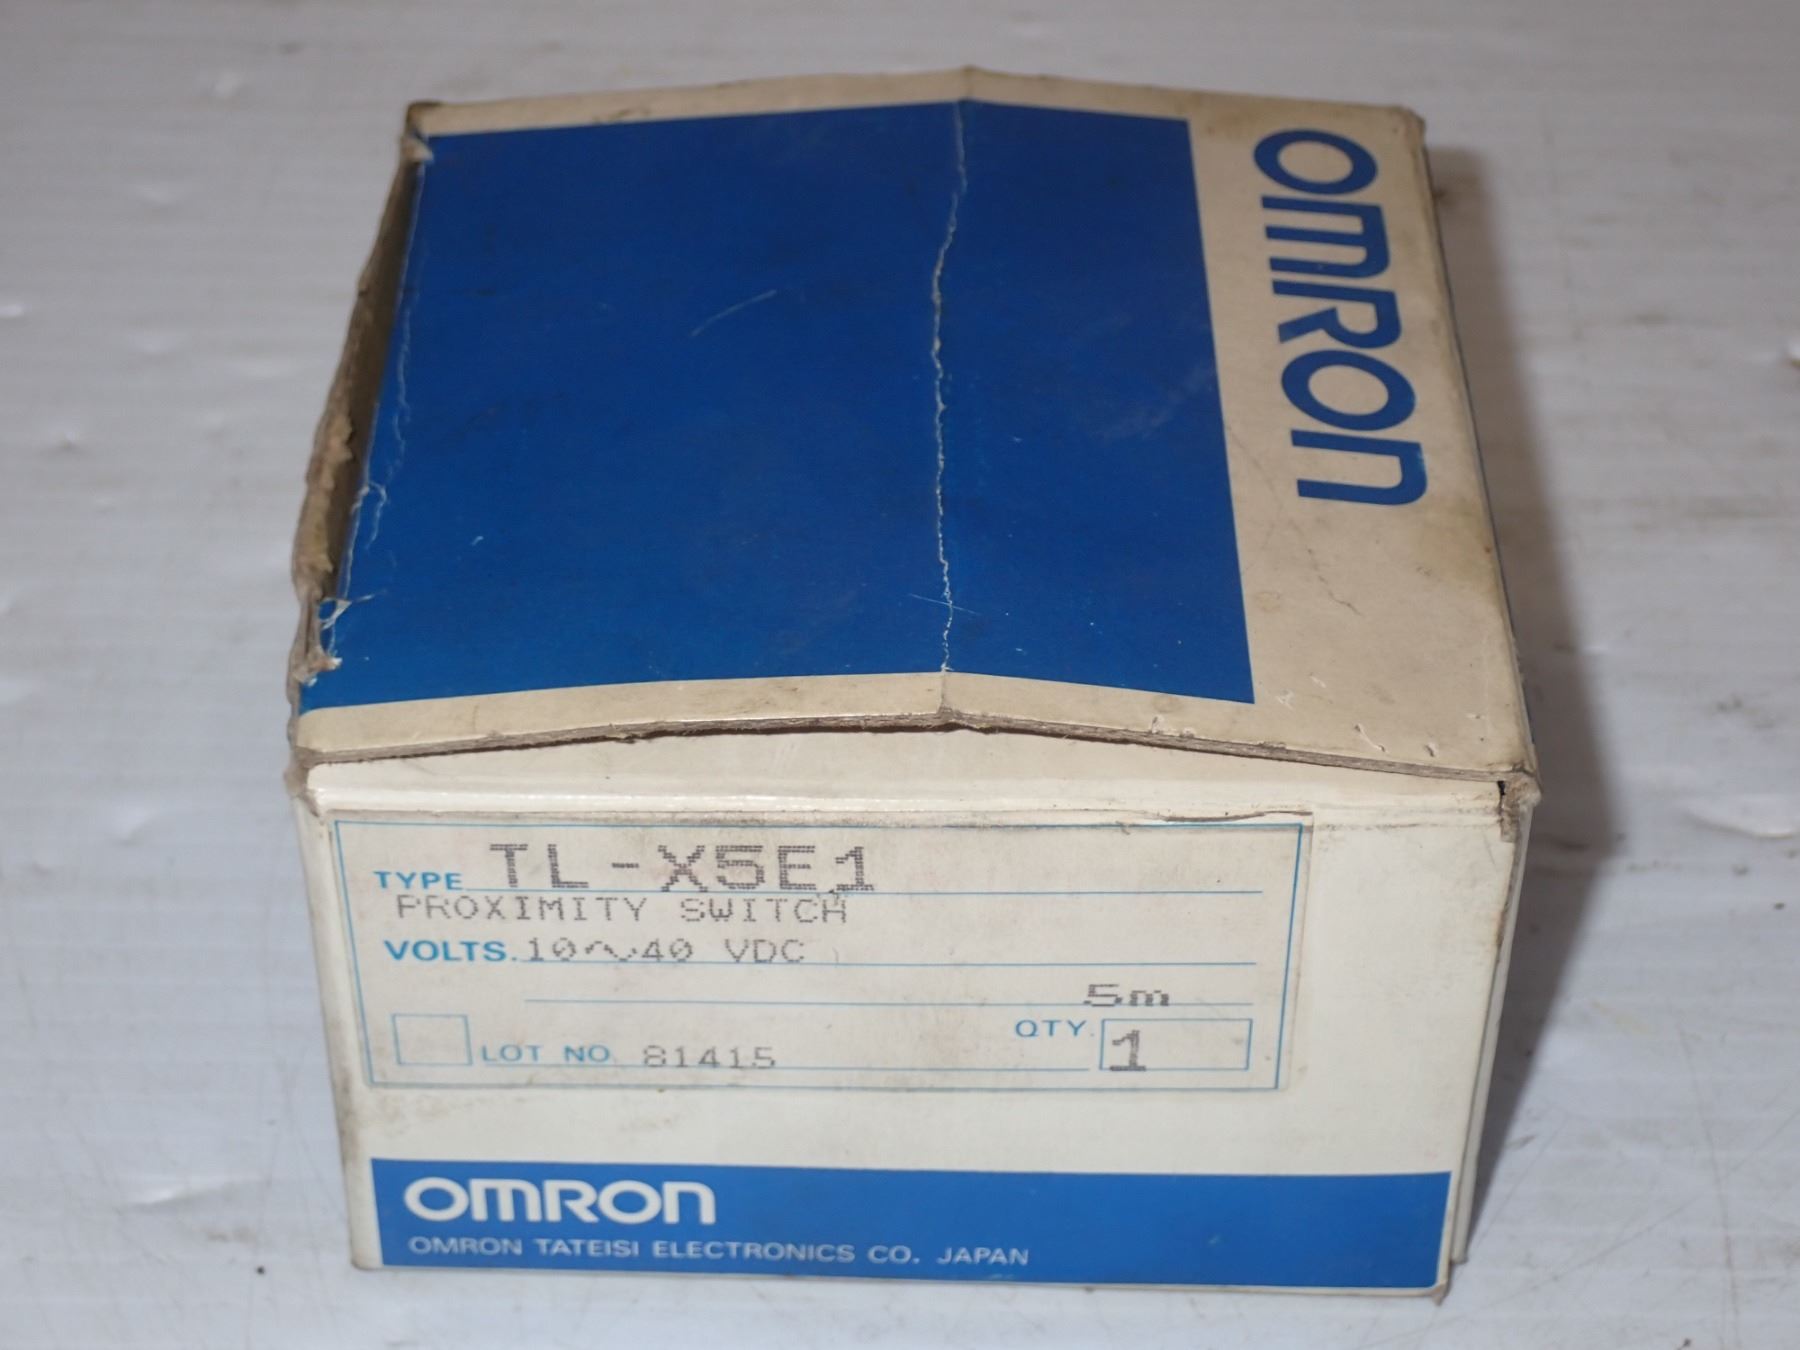 OMRON
TYPE TL-X5E1
PROXIMITY SWITCH
VOLTS. 10~40 VDC
5m
LOT NO. 81415 QTY. 1
OMRON
OMRON TATEISI ELECTRONICS CO. JAPAN